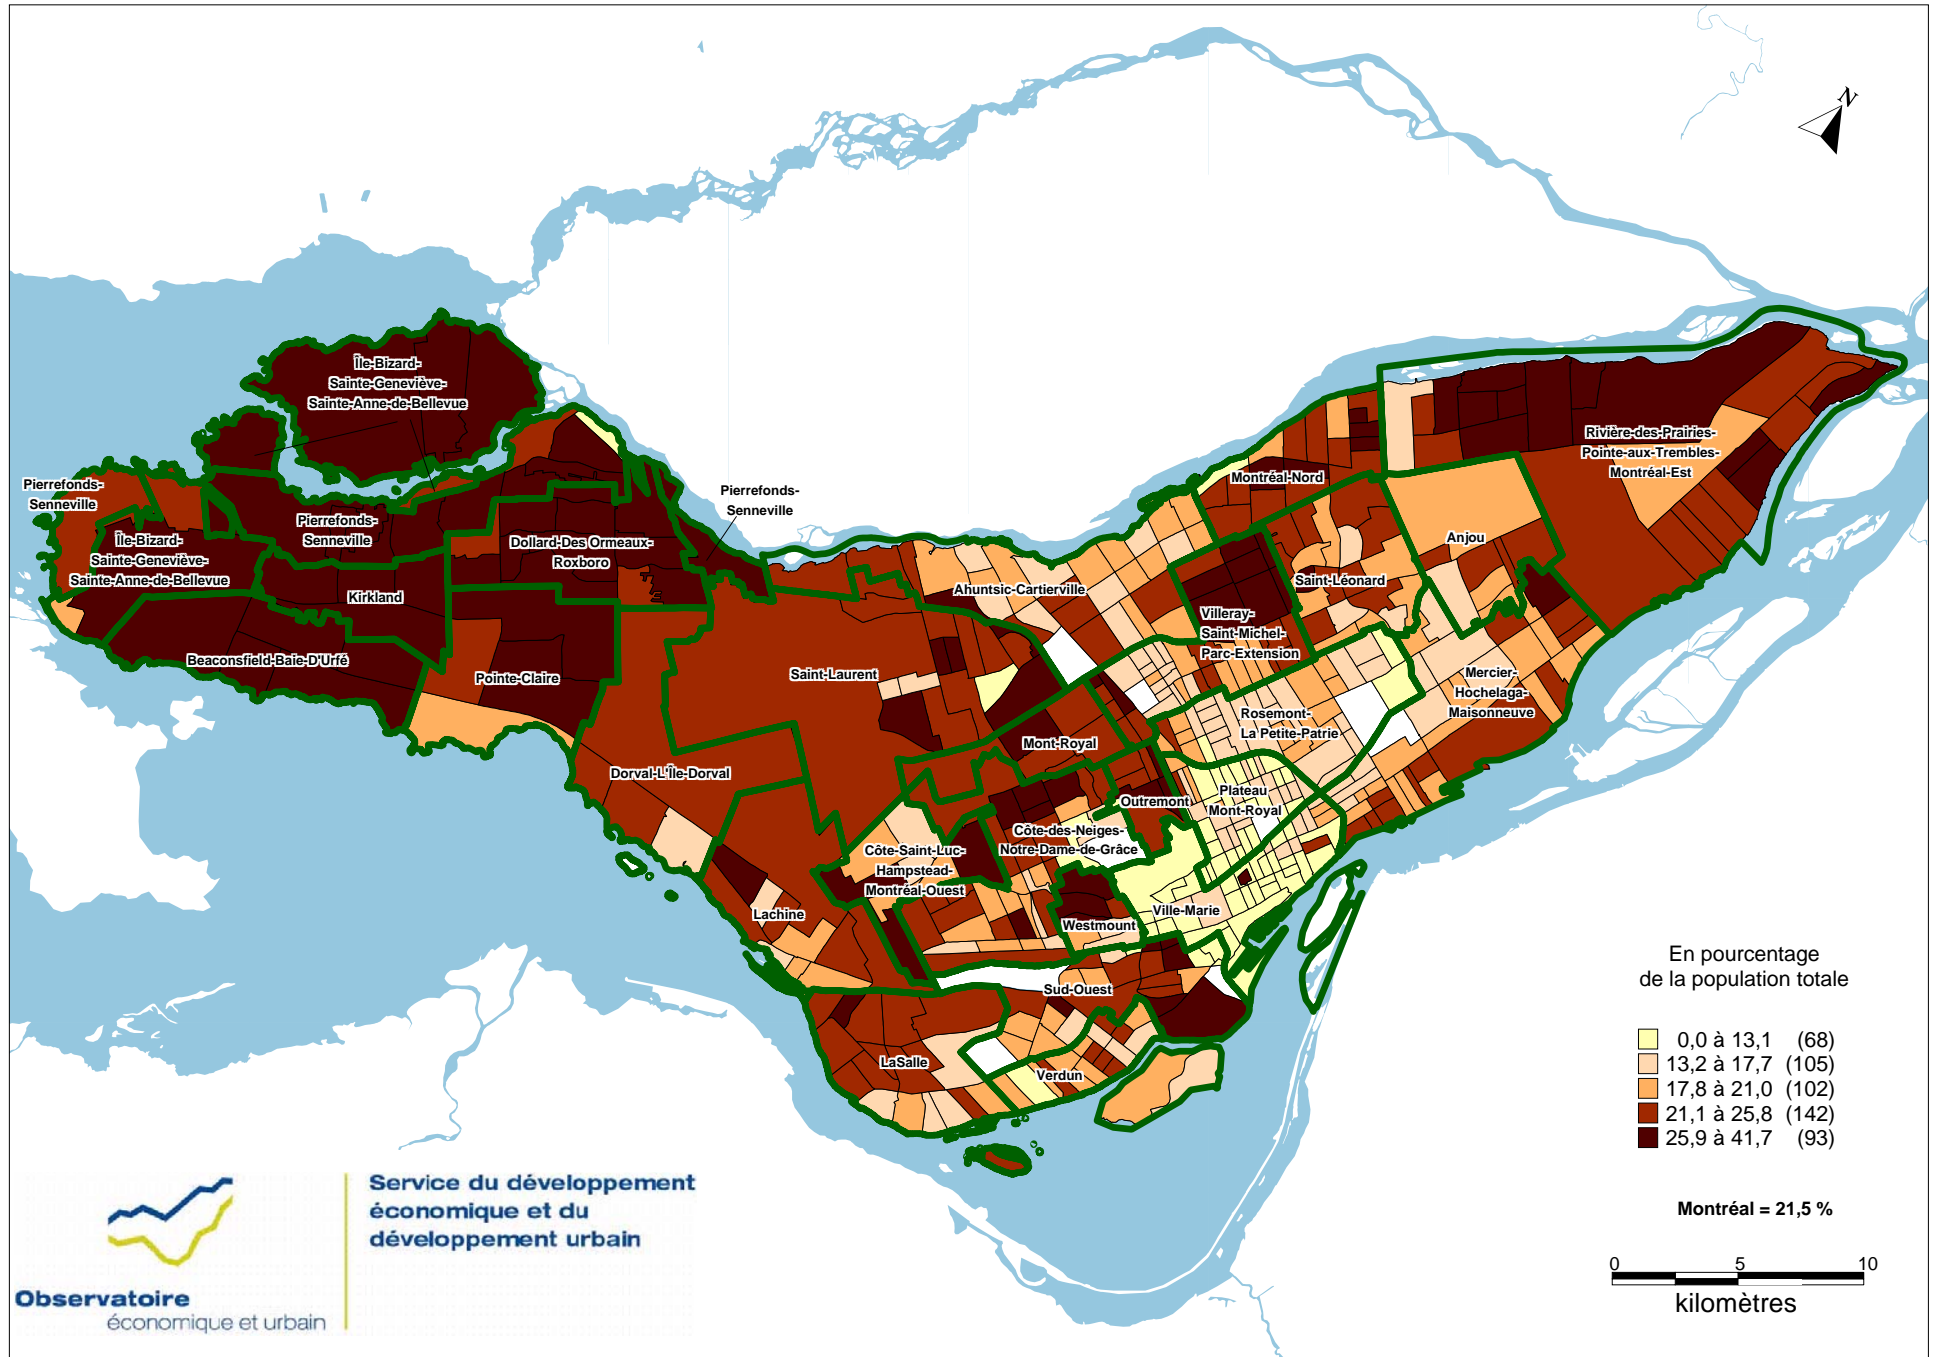 N
Île-Bizard-
Sainte-Geneviève-
Sainte-Anne-de-Bellevue
Pierrefonds-
Senneville
Pierrefonds-
Senneville
Pierrefonds-
Senneville
Île-Bizard-
Sainte-Geneviève-
Sainte-Anne-de-Bellevue
Dollard-Des Ormeaux-
Roxboro
Kirkland
Beaconsfield-Baie-D'Urfé
Pointe-Claire
Dorval-L'Île-Dorval
Saint-Laurent
Ahuntsic-Cartierville
Montréal-Nord
Rivière-des-Prairies-
Pointe-aux-Trembles-
Montréal-Est
Anjou
Saint-Léonard
Villeray-
Saint-Michel-
Parc-Extension
Mercier-
Hochelaga-
Maisonneuve
Rosemont-
La Petite-Patrie
Mont-Royal
Outremont
Plateau
Mont-Royal
Côte-des-Neiges-
Notre-Dame-de-Grâce
Côte-Saint-Luc-
Hampstead-
Montréal-Ouest
Lachine
Westmount
Ville-Marie
Sud-Ouest
LaSalle
Verdun
En pourcentage
de la population totale
0,0 à 13,1 (68)
13,2 à 17,7 (105)
17,8 à 21,0 (102)
21,1 à 25,8 (142)
25,9 à 41,7 (93)
Montréal = 21,5 %
0 5 10
kilomètres
Service du développement
économique et du
développement urbain
Observatoire
économique et urbain